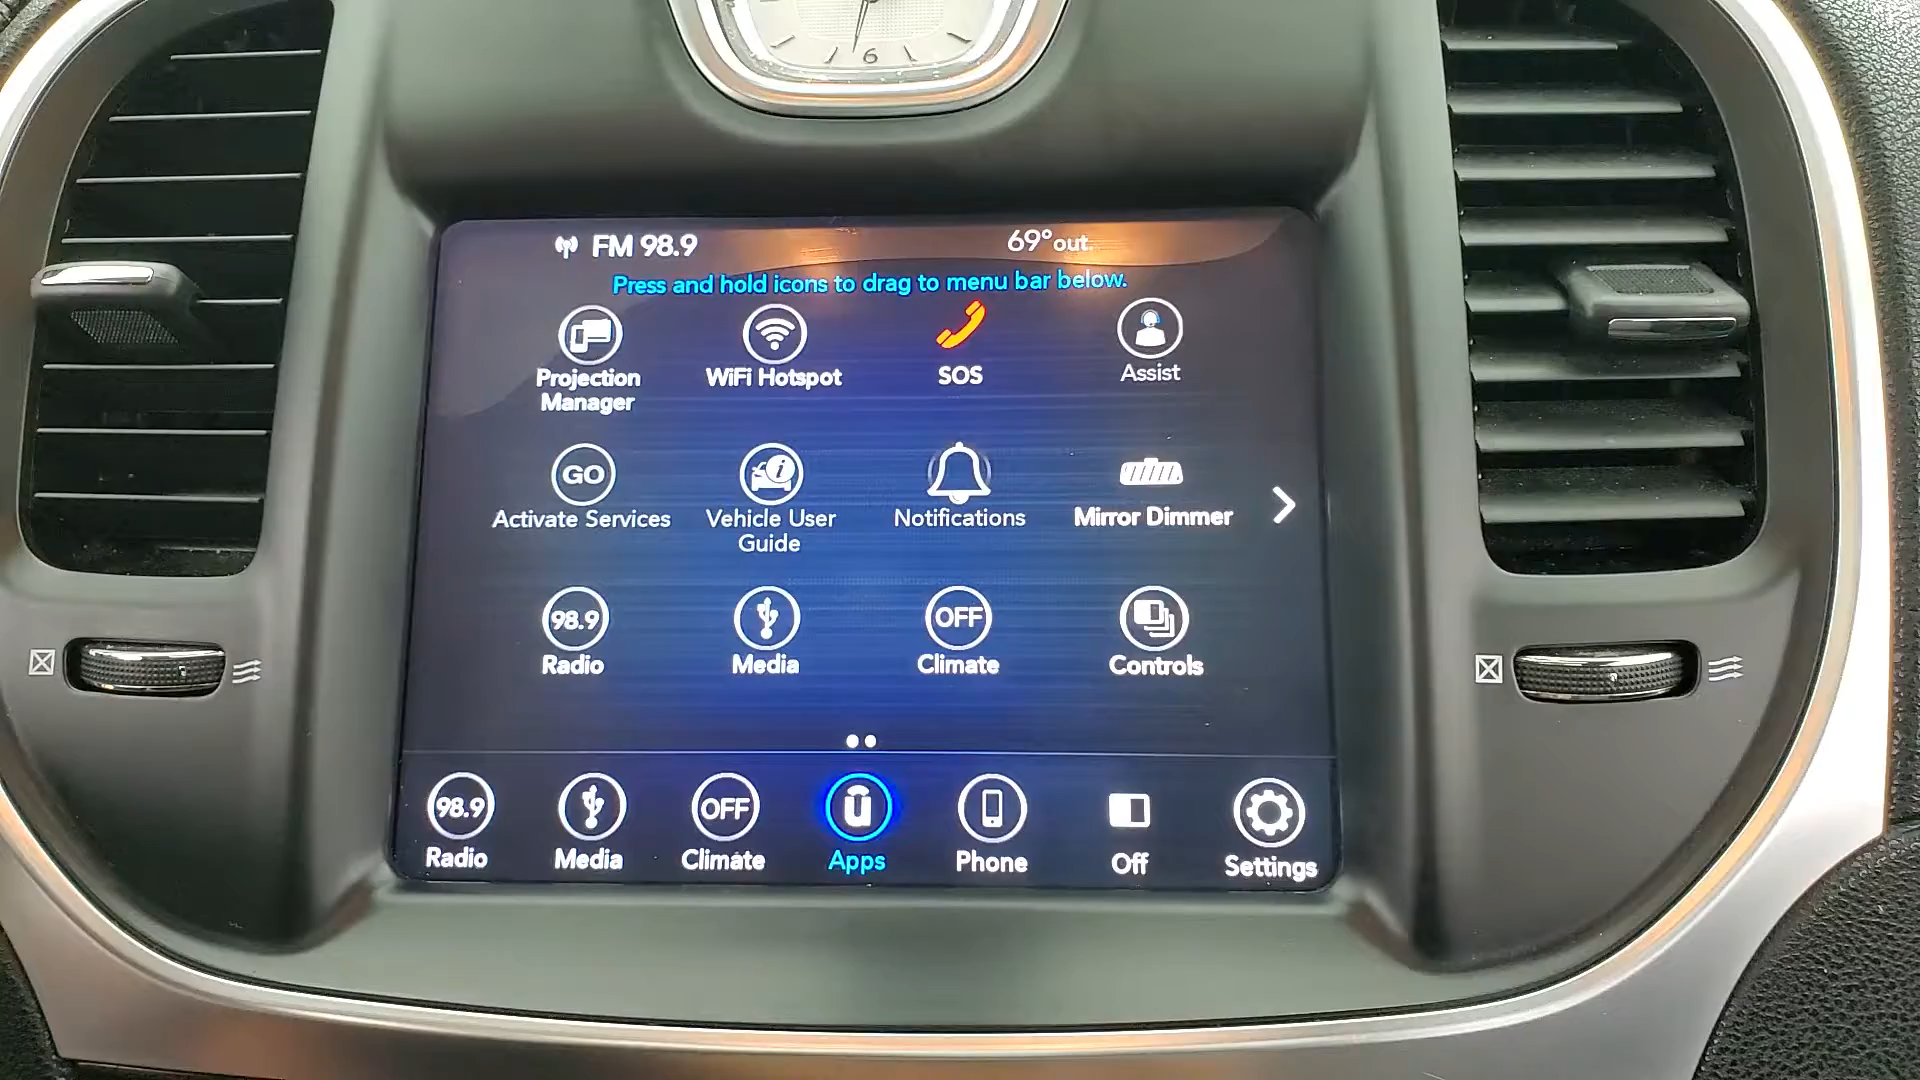 6
FM 98.9 69°out.
Press and hold icons to drag to menu bar below.
Projection Manager
WiFi Hotspot
SOS
Assist
GO
Activate Services
Vehicle User Guide
Notifications
Mirror Dimmer
98.9
Radio
Media
OFF
Climate
Controls
98.9
Radio
Media
OFF
Climate
Apps
Phone
Off
Settings